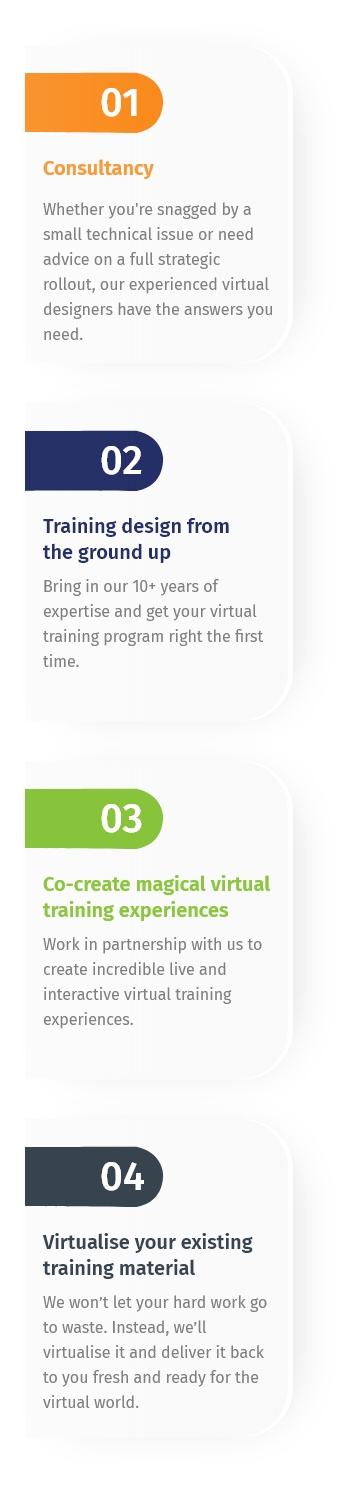 01
Consultancy
Whether you're snagged by a
small technical issue or need
advice on a full strategic
rollout, our experienced virtual
designers have the answers you
need.
02
Training design from
the ground up
Bring in our 10+ years of
expertise and get your virtual
training program right the first
time.
03
Co-create magical virtual
training experiences
Work in partnership with us to
create incredible live and
interactive virtual training
experiences.
04
Virtualise your existing
training material
We won’t let your hard work go
to waste. Instead, we’ll
virtualise it and deliver it back
to you fresh and ready for the
virtual world.